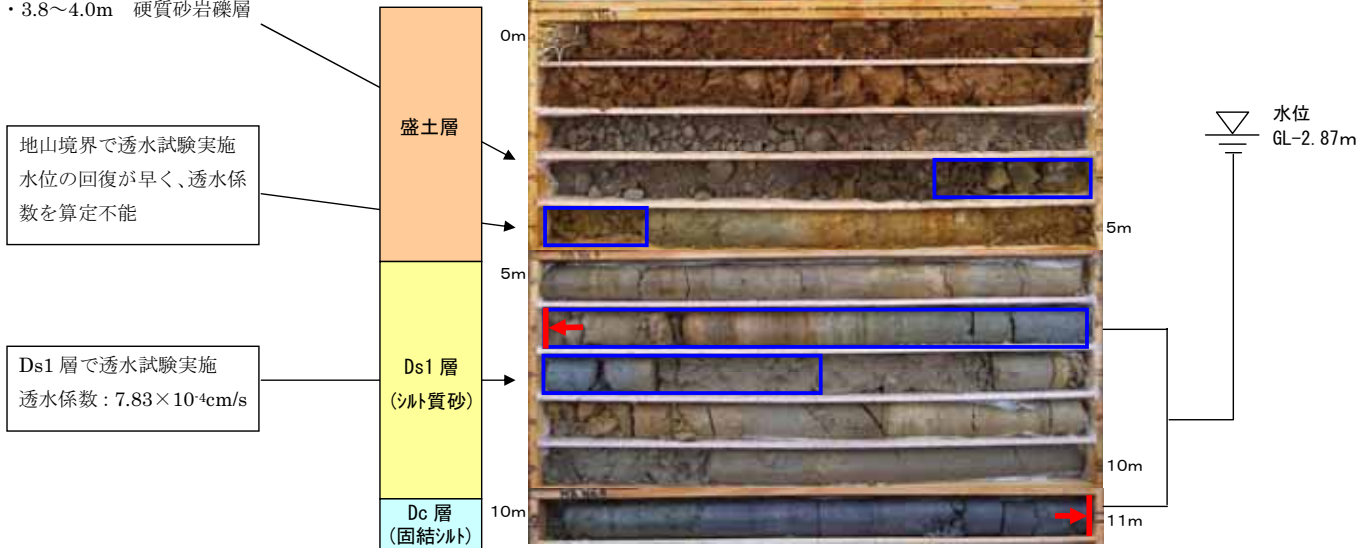 ・3.8～4.0m 硬質砂岩礫層
地山境界で透水試験実施
水位の回復が早く、透水係
数を算定不能
Ds1 層で透水試験実施
透水係数：7.83×10-4cm/s
盛土層
Ds1 層
(ｼﾙﾄ質砂)
Dc 層
(固結ｼﾙﾄ)
0m
5m
10m
5m
10m
11m
水位
GL-2.87m